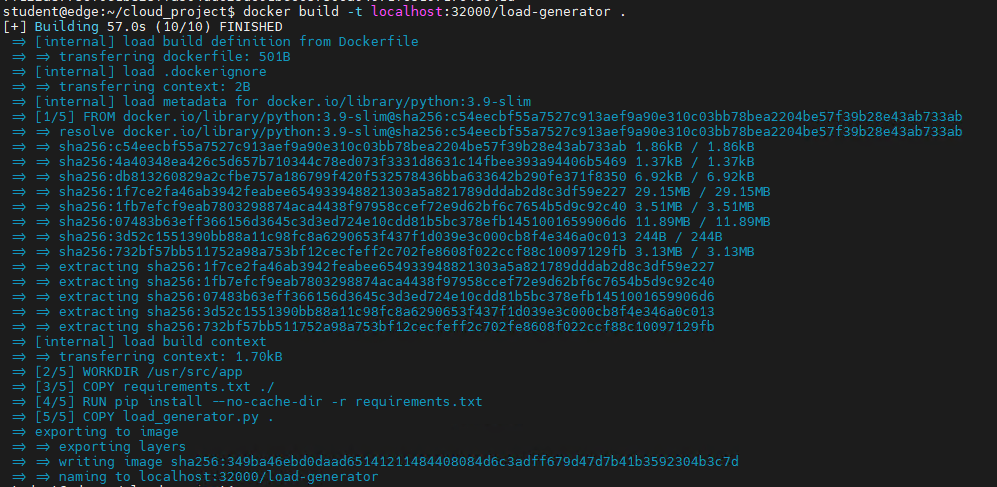 student@edge:~/cloud_project$ docker build -t localhost:32000/load-generator .
[+] Building 57.0s (10/10) FINISHED
=> [internal] load build definition from Dockerfile
=> => transferring dockerfile: 501B
=> [internal] load .dockerignore
=> => transferring context: 2B
=> [internal] load metadata for docker.io/library/python:3.9-slim
=> [1/5] FROM docker.io/library/python:3.9-slim@sha256:c54eecbf55a7527c913aef9a90e310c03bb78bea2204be57f39b28e43ab733ab
=> => resolve docker.io/library/python:3.9-slim@sha256:c54eecbf55a7527c913aef9a90e310c03bb78bea2204be57f39b28e43ab733ab
=> => sha256:c54eecbf55a7527c913aef9a90e310c03bb78bea2204be57f39b28e43ab733ab 1.86kB / 1.86kB
=> => sha256:4a40348ea426c5d657b710344c78ed073f3331d8631c14fbee393a94406b5469 1.37kB / 1.37kB
=> => sha256:db813260829a2cfbe757a186799f420f532578436bba633642b290fe371f8350 6.92kB / 6.92kB
=> => sha256:1f7ce2fa46ab3942feabee654933948821303a5a821789dddab2d8c3df59e227 29.15MB / 29.15MB
=> => sha256:1fb7efcf9eab7803298874aca4438f97958ccef72e9d62bf6c7654b5d9c92c40 3.51MB / 3.51MB
=> => sha256:07483b63eff366156d3645c3d3ed724e10cdd81b5bc378efb1451001659906d6 11.89MB / 11.89MB
=> => sha256:3d52c1551390bb88a11c98fc8a6290653f437f1d039e3c000cb8f4e346a0c013 244B / 244B
=> => sha256:732bf57bb511752a98a753bf12cecfeff2c702fe8608f022ccf88c10097129fb 3.13MB / 3.13MB
=> => extracting sha256:1f7ce2fa46ab3942feabee654933948821303a5a821789dddab2d8c3df59e227
=> => extracting sha256:1fb7efcf9eab7803298874aca4438f97958ccef72e9d62bf6c7654b5d9c92c40
=> => extracting sha256:07483b63eff366156d3645c3d3ed724e10cdd81b5bc378efb1451001659906d6
=> => extracting sha256:3d52c1551390bb88a11c98fc8a6290653f437f1d039e3c000cb8f4e346a0c013
=> => extracting sha256:732bf57bb511752a98a753bf12cecfeff2c702fe8608f022ccf88c10097129fb
=> [internal] load build context
=> => transferring context: 1.70kB
=> [2/5] WORKDIR /usr/src/app
=> [3/5] COPY requirements.txt ./
=> [4/5] RUN pip install --no-cache-dir -r requirements.txt
=> [5/5] COPY load_generator.py .
=> exporting to image
=> => exporting layers
=> => writing image sha256:349ba46ebd0daad65141211484408084d6c3adff679d47d7b41b3592304b3c7d
=> => naming to localhost:32000/load-generator